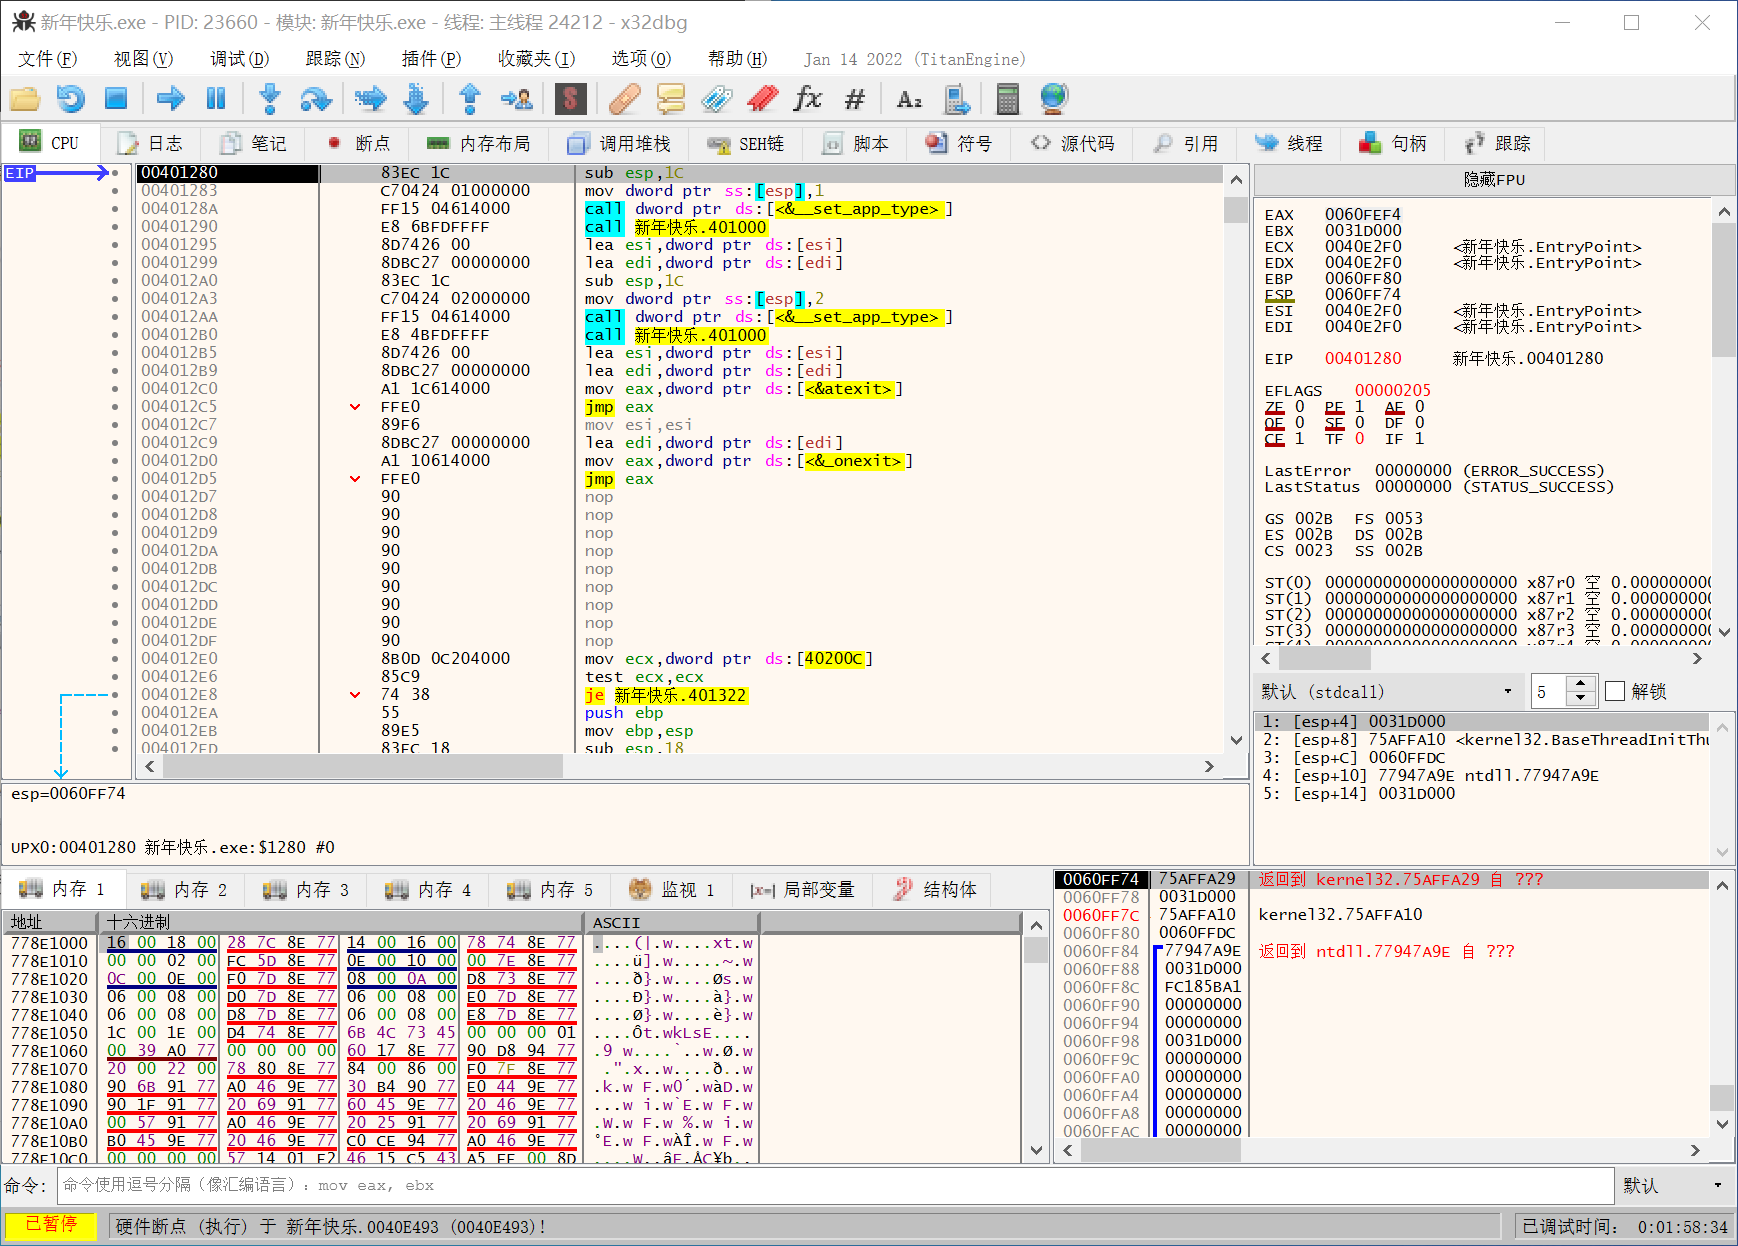 新年快乐.exe - PID: 23660 - 模块: 新年快乐.exe - 线程: 主线程 24212 - x32dbg
文件(F) 视图(V) 调试(D) 跟踪(N) 插件(P) 收藏夹(I) 选项(O) 帮助(H) Jan 14 2022 (TitanEngine)
CPU 日志 笔记 断点 内存布局 调用堆栈 SEH链 脚本 符号 源代码 引用 线程 句柄 跟踪
EIP 00401280 83EC 1C sub esp,1C
00401283 C70424 01000000 mov dword ptr ss:[esp],1
0040128A FF15 04614000 call dword ptr ds:[<&__set_app_type>]
00401290 E8 6BFDFFFF call 新年快乐.401000
00401295 8D7426 00 lea esi,dword ptr ds:[esi]
00401299 8DBC27 00000000 lea edi,dword ptr ds:[edi]
004012A0 83EC 1C sub esp,1C
004012A3 C70424 02000000 mov dword ptr ss:[esp],2
004012AA FF15 04614000 call dword ptr ds:[<&__set_app_type>]
004012B0 E8 4BFDFFFF call 新年快乐.401000
004012B5 8D7426 00 lea esi,dword ptr ds:[esi]
004012B9 8DBC27 00000000 lea edi,dword ptr ds:[edi]
004012C0 A1 1C614000 mov eax,dword ptr ds:[<&atexit>]
004012C5 FFE0 jmp eax
004012C7 89F6 mov esi,esi
004012C9 8DBC27 00000000 lea edi,dword ptr ds:[edi]
004012D0 A1 10614000 mov eax,dword ptr ds:[<&_onexit>]
004012D5 FFE0 jmp eax
004012D7 90 nop
004012D8 90 nop
004012D9 90 nop
004012DA 90 nop
004012DB 90 nop
004012DC 90 nop
004012DD 90 nop
004012DE 90 nop
004012DF 90 nop
004012E0 8B0D 0C204000 mov ecx,dword ptr ds:[40200C]
004012E6 85C9 test ecx,ecx
004012E8 74 38 je 新年快乐.401322
004012EA 55 push ebp
004012EB 89E5 mov ebp,esp
004012ED 83EC 18 sub esp,18
隐藏FPU
EAX 0060FEF4
EBX 0031D000
ECX 0040E2F0 <新年快乐.EntryPoint>
EDX 0040E2F0 <新年快乐.EntryPoint>
EBP 0060FF80
ESP 0060FF74
ESI 0040E2F0 <新年快乐.EntryPoint>
EDI 0040E2F0 <新年快乐.EntryPoint>
EIP 00401280 新年快乐.00401280
EFLAGS 00000205
ZF 0 PF 1 AF 0
OF 0 SF 0 DF 0
CF 1 TF 0 IF 1
LastError 00000000 (ERROR_SUCCESS)
LastStatus 00000000 (STATUS_SUCCESS)
GS 002B FS 0053
ES 002B DS 002B
CS 0023 SS 002B
ST(0) 00000000000000000000 x87r0 空 0.000000000
ST(1) 00000000000000000000 x87r1 空 0.000000000
ST(2) 00000000000000000000 x87r2 空 0.000000000
ST(3) 00000000000000000000 x87r3 空 0.000000000
默认 (stdcall) 5 解锁
1: [esp+4] 0031D000
2: [esp+8] 75AFFA10 <kernel32.BaseThreadInitThu
3: [esp+C] 0060FFDC
4: [esp+10] 77947A9E ntdll.77947A9E
5: [esp+14] 0031D000
esp=0060FF74
UPX0:00401280 新年快乐.exe:$1280 #0
内存 1 内存 2 内存 3 内存 4 内存 5 监视 1 局部变量 结构体
地址 十六进制 ASCII
778E1000 16 00 18 00 28 7C 8E 77 14 00 16 00 78 74 8E 77 ....(|.w....xt.w
778E1010 00 00 02 00 FC 5D 8E 77 0E 00 10 00 00 7E 8E 77 ....ü].w.....~.w
778E1020 0C 00 0E 00 F0 7D 8E 77 08 00 0A 00 D8 73 8E 77 ....ð}.w....Øs.w
778E1030 06 00 08 00 D0 7D 8E 77 06 00 08 00 E0 7D 8E 77 ....Ð}.w....à}.w
778E1040 06 00 08 00 D8 7D 8E 77 06 00 08 00 E8 7D 8E 77 ....Ø}.w....è}.w
778E1050 1C 00 1E 00 D4 74 8E 77 6B 4C 73 45 00 00 00 01 ....Ôt.wkLsE....
778E1060 00 39 A0 77 00 00 00 00 60 17 8E 77 90 D8 94 77 .9 w....`..w.Ø.w
778E1070 20 00 22 00 78 80 8E 77 84 00 86 00 F0 7F 8E 77  .".x..w....ð..w
778E1080 90 6B 91 77 A0 46 9E 77 30 B4 90 77 E0 44 9E 77 .k.w F.w0´.wàD.w
778E1090 90 1F 91 77 20 69 91 77 60 45 9E 77 20 46 9E 77 ...w i.w`E.w F.w
778E10A0 00 57 91 77 A0 46 9E 77 20 25 91 77 20 69 91 77 .W.w F.w %.w i.w
778E10B0 B0 45 9E 77 20 46 9E 77 C0 CE 94 77 A0 46 9E 77 °E.w F.wÀÎ.w F.w
778E10C0 00 00 00 00 57 14 01 E2 46 15 C5 43 A5 FE 00 8D ....W..âF.ÅC¥þ..
0060FF74 75AFFA29 返回到 kernel32.75AFFA29 自 ???
0060FF78 0031D000
0060FF7C 75AFFA10 kernel32.75AFFA10
0060FF80 0060FFDC
0060FF84 77947A9E 返回到 ntdll.77947A9E 自 ???
0060FF88 0031D000
0060FF8C FC185BA1
0060FF90 00000000
0060FF94 00000000
0060FF98 0031D000
0060FF9C 00000000
0060FFA0 00000000
0060FFA4 00000000
0060FFA8 00000000
0060FFAC 00000000
命令: 命令使用逗号分隔（像汇编语言）: mov eax, ebx 默认
已暂停 硬件断点 (执行) 于 新年快乐.0040E493 (0040E493)! 已调试时间: 0:01:58:34